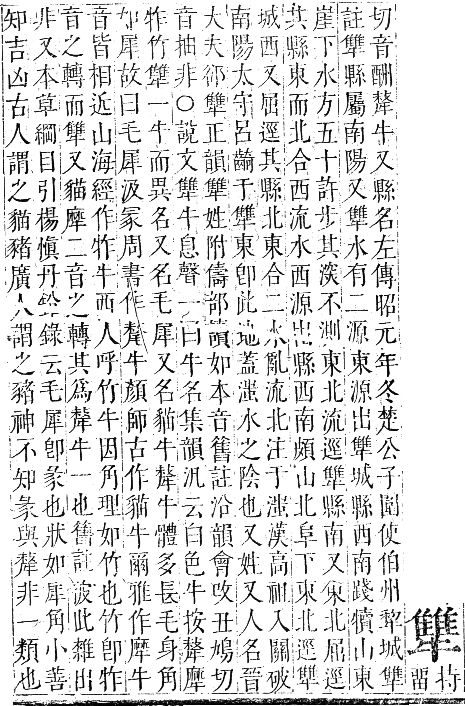 犨
持畱
切音酬犛牛又縣名左傳昭元年冬楚公子圍使伯州犂城犨
註犨縣屬南陽又犨水有二源東源出犨城縣西南踐犢山東
崖下水方五十許步其深不測東北流逕犨縣南又東北屈逕
其縣東而北合西流水西源出縣西南頗山北阜下東北逕犨
城西又屈逕其縣北東合二水亂流北注于滍漢高祖入關破
南陽太守呂齮于犨東卽此地蓋滍水之陰也又姓又人名晉
大夫郤犨正韻犨姓附儔部讀如本音舊註沿韻會攺丑鳩切
音抽非○說文犨牛息聲一曰牛名集韻汎云白色牛按犛犘
㸲竹犨一牛而異名又名毛犀又名貓牛犛牛體多長毛身角
如犀故曰毛犀汲冢周書作犛牛顏師古作貓牛爾雅作犘牛
音皆相近山海經作㸲牛西人呼竹牛因角理如竹也竹卽㸲
音之轉而犨又貓犘二音之轉其爲犛牛一也舊註彼此雜出
非又本草綱目引楊愼丹鉛錄云毛犀卽彖也狀如犀角小善
知吉凶古人謂之貓豬廣人謂之豬神不知彖與犛非一類也